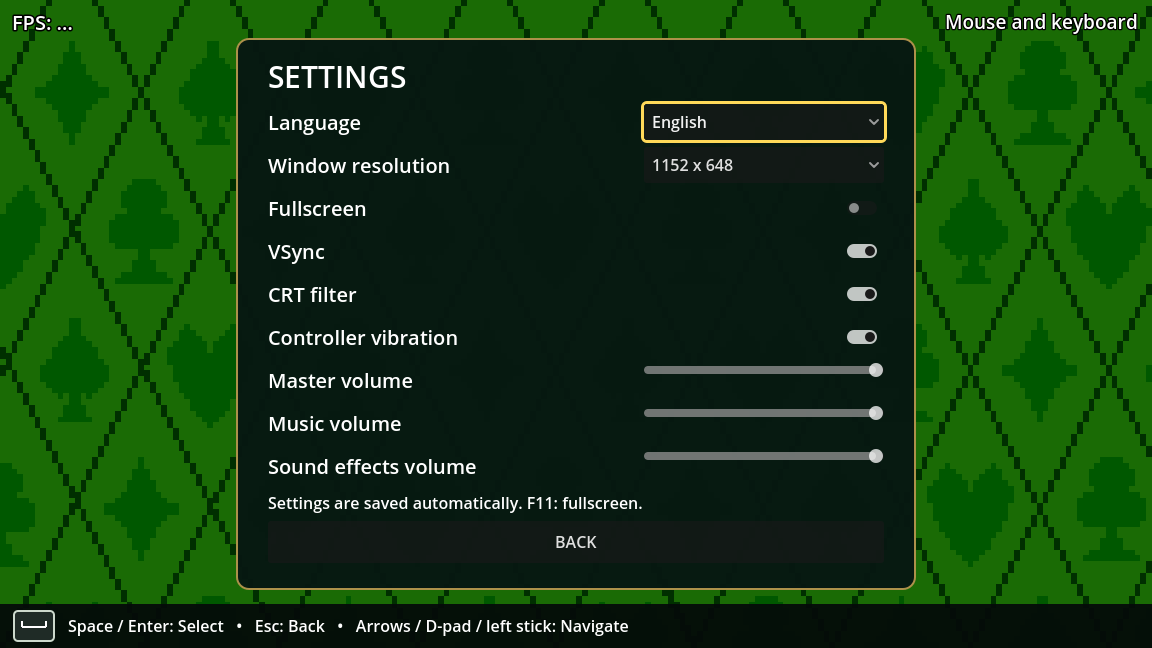 FPS: ...
Mouse and keyboard
SETTINGS
Language
English
Window resolution
1152 x 648
Fullscreen
VSync
CRT filter
Controller vibration
Master volume
Music volume
Sound effects volume
Settings are saved automatically. F11: fullscreen.
BACK
Space / Enter: Select • Esc: Back • Arrows / D-pad / left stick: Navigate